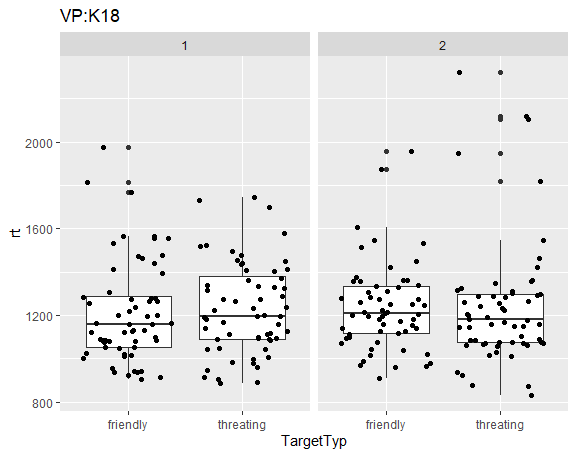 VP:K18
1
2
rt
2000
1600
1200
800
friendly
threating
friendly
threating
TargetTyp